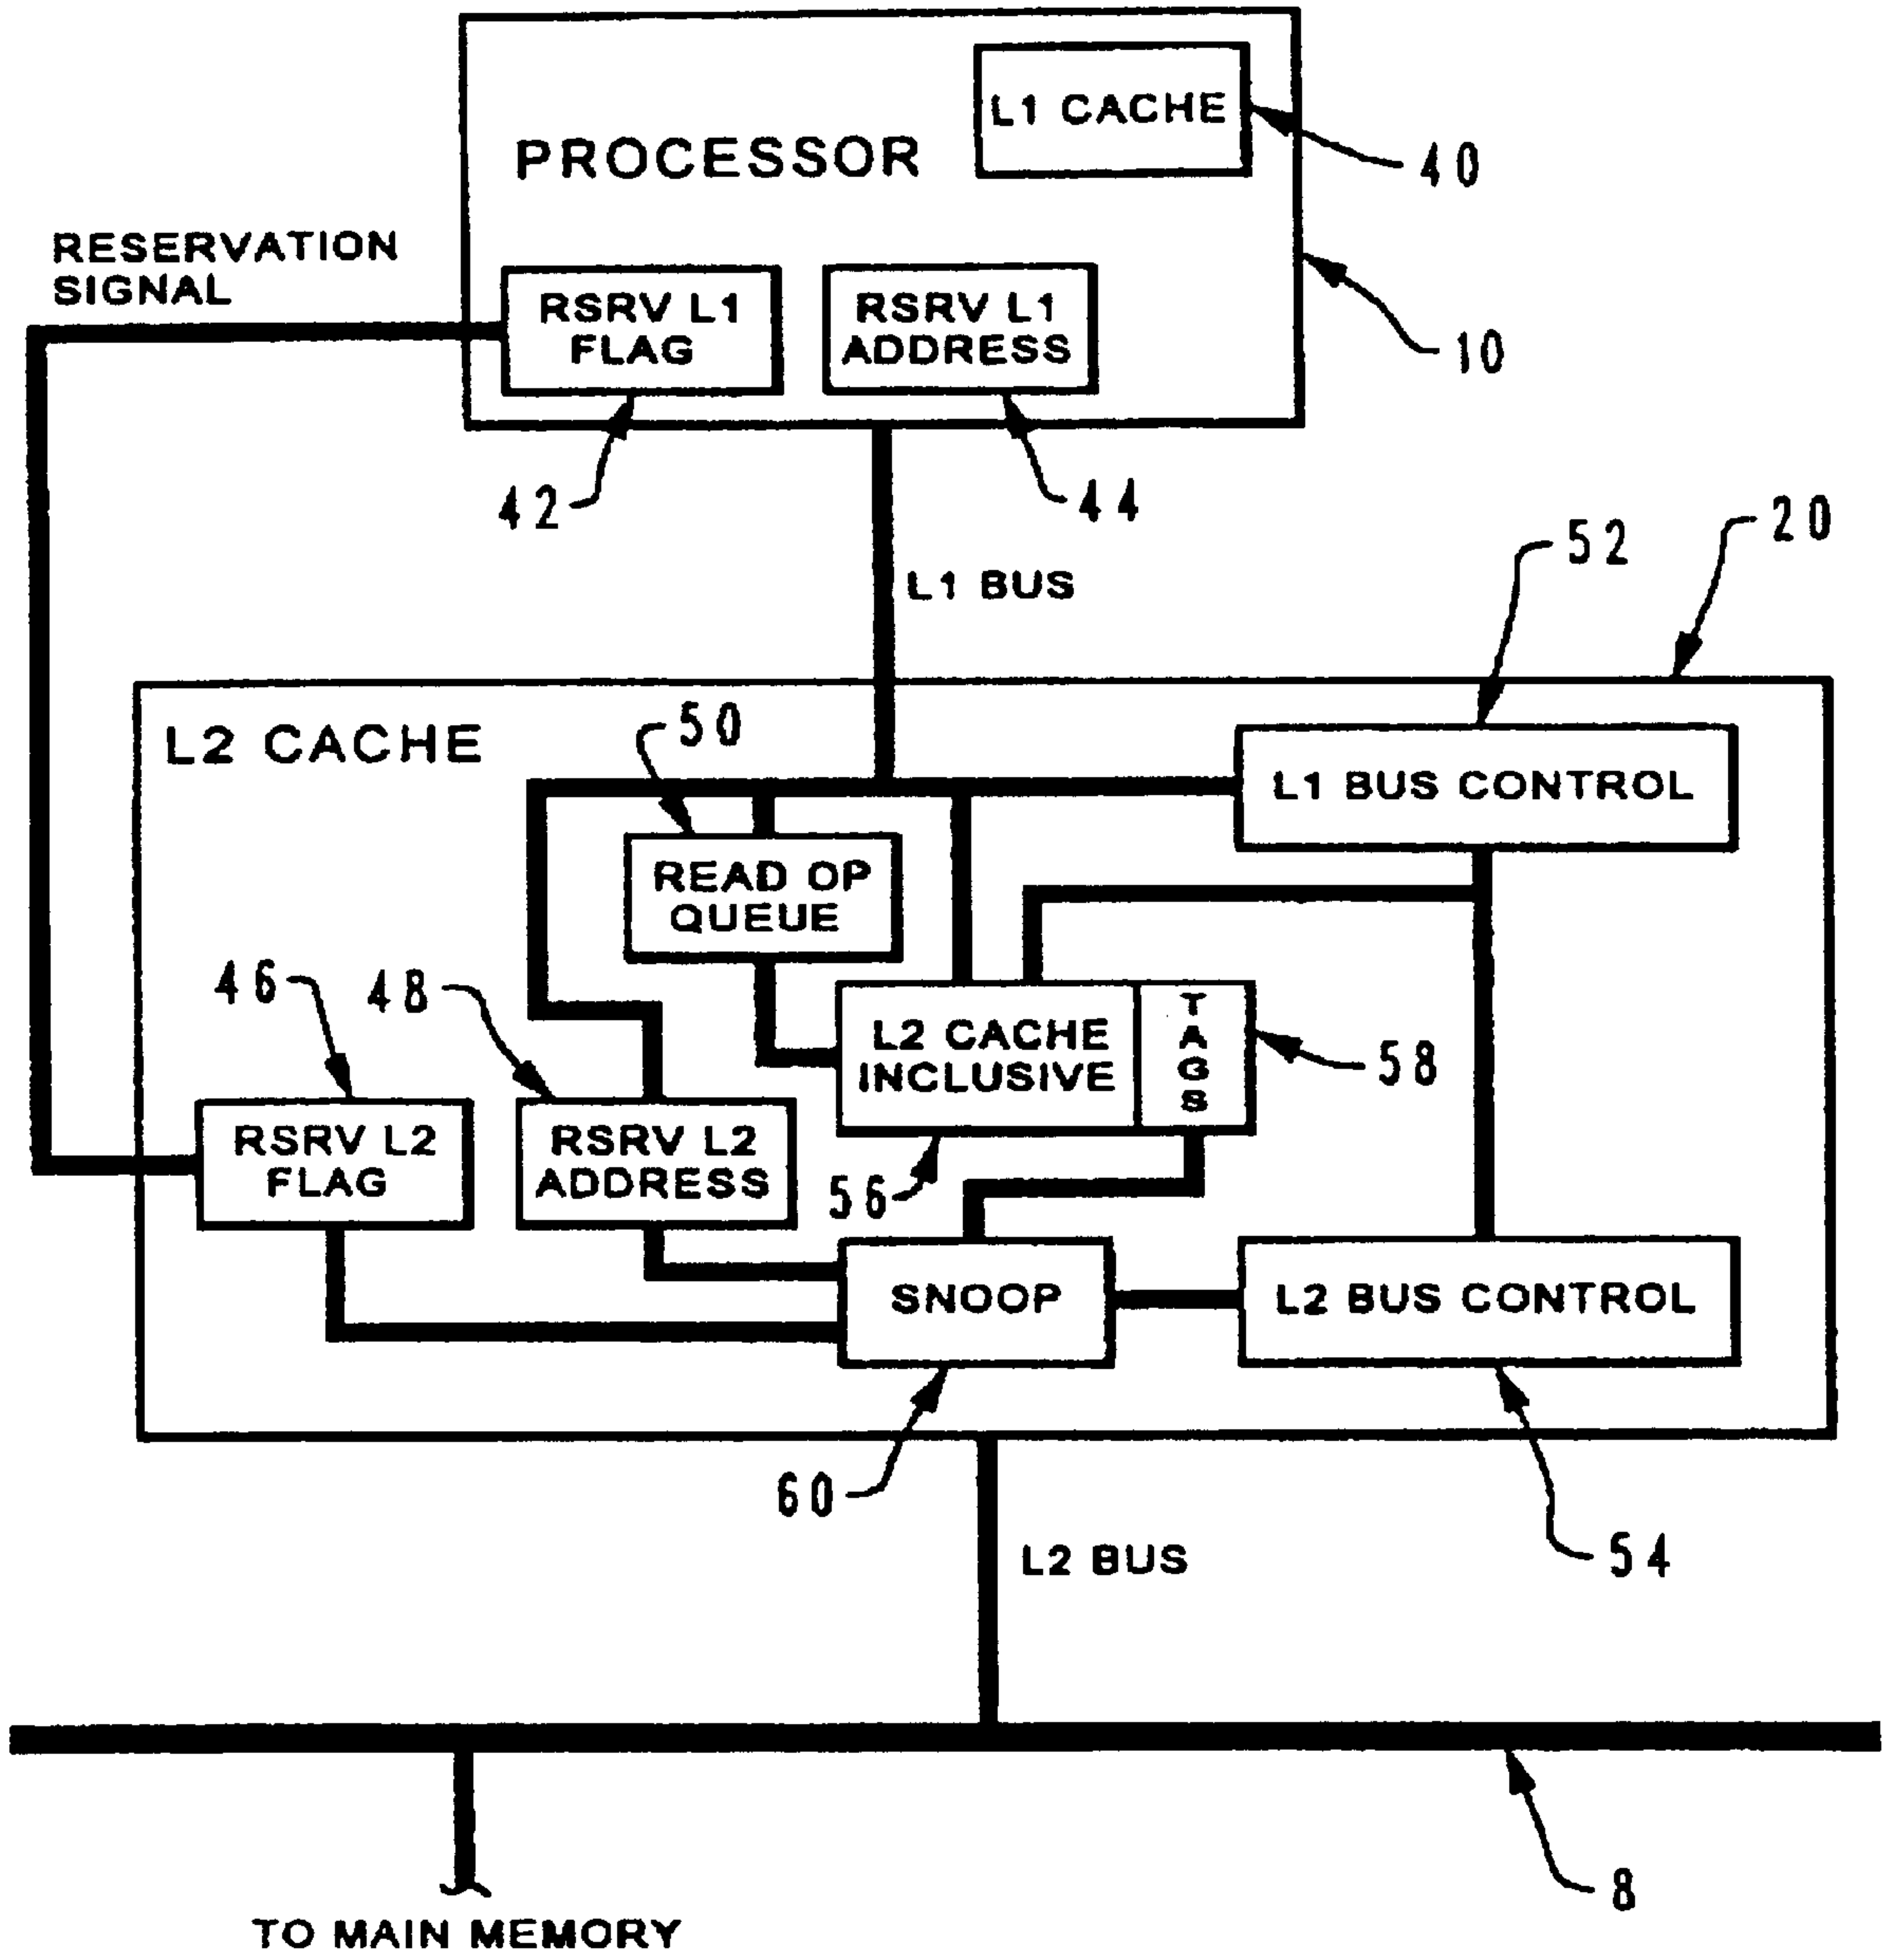 L1 CACHE
PROCESSOR
40
RESERVATION
SIGNAL
RSRV L1
FLAG
RSRV L1
ADDRESS
10
42
44
20
52
L1 BUS
L2 CACHE
50
L1 BUS CONTROL
READ OP
QUEUE
46
48
L2 CACHE
INCLUSIVE
TAGS
58
RSRV L2
FLAG
RSRV L2
ADDRESS
56
SNOOP
L2 BUS CONTROL
60
54
L2 BUS
8
TO MAIN MEMORY